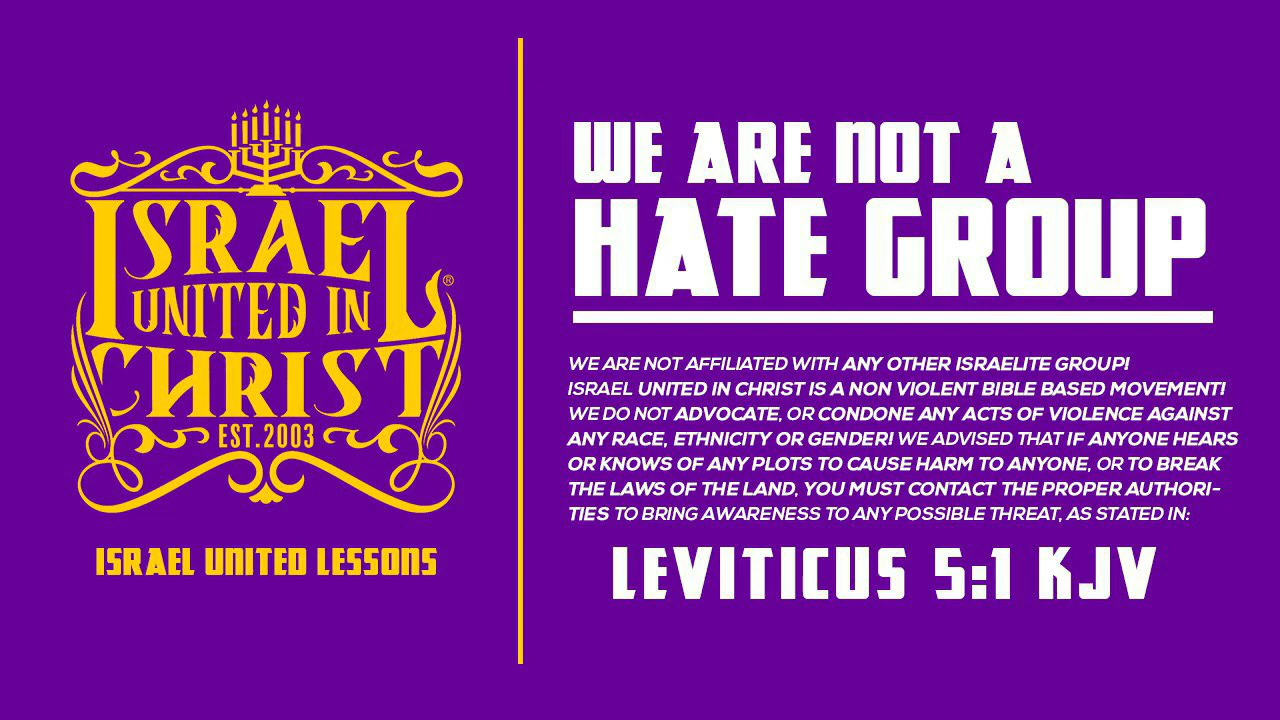 ISRAEL
UNITED IN
CHRIST
®
EST.2003
ISRAEL UNITED LESSONS
WE ARE NOT A
HATE GROUP
WE ARE NOT AFFILIATED WITH ANY OTHER ISRAELITE GROUP!
ISRAEL UNITED IN CHRIST IS A NON VIOLENT BIBLE BASED MOVEMENT!
WE DO NOT ADVOCATE, OR CONDONE ANY ACTS OF VIOLENCE AGAINST
ANY RACE, ETHNICITY OR GENDER! WE ADVISED THAT IF ANYONE HEARS
OR KNOWS OF ANY PLOTS TO CAUSE HARM TO ANYONE, OR TO BREAK
THE LAWS OF THE LAND, YOU MUST CONTACT THE PROPER AUTHORI-
TIES TO BRING AWARENESS TO ANY POSSIBLE THREAT, AS STATED IN:
LEVITICUS 5:1 KJV